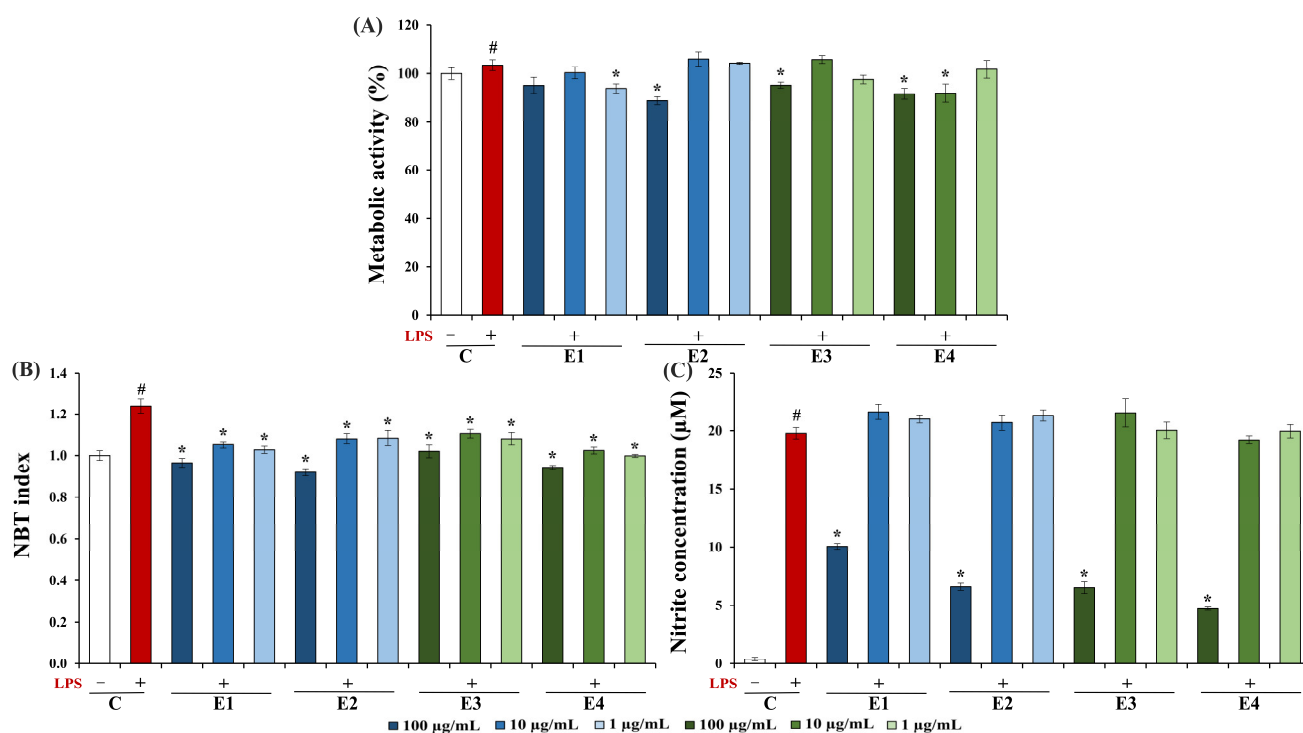 (A)
Metabolic activity (%)
120
100
80
60
40
20
0
#
* * * * *
LPS − + + + + +
C E1 E2 E3 E4
(B)
NBT index
1.4
1.2
1.0
0.8
0.6
0.4
0.2
0.0
#
* * * * * * * * * * * *
LPS − + + + + +
C E1 E2 E3 E4
(C)
Nitrite concentration (µM)
25
20
15
10
5
0
#
* * * *
LPS − + + + + +
C E1 E2 E3 E4
100 µg/mL 10 µg/mL 1 µg/mL 100 µg/mL 10 µg/mL 1 µg/mL